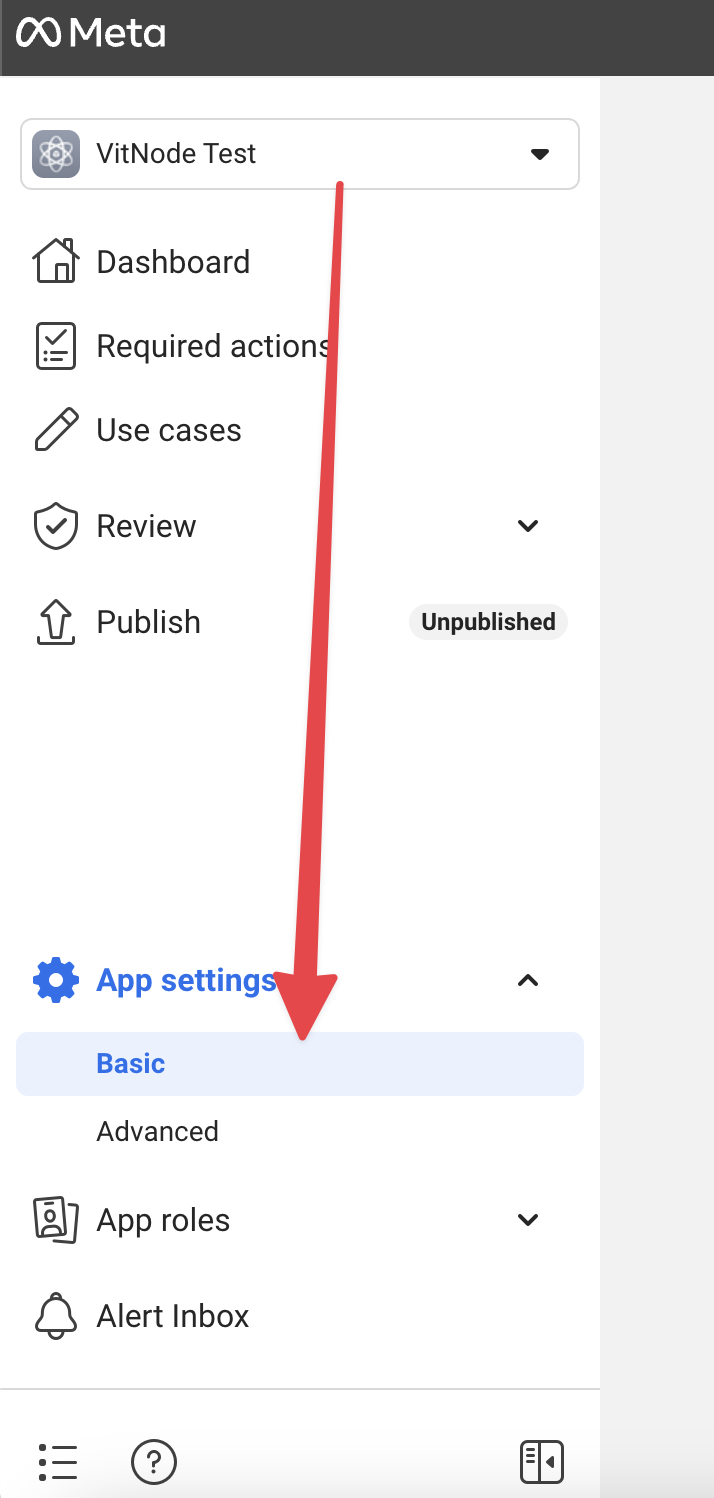 Meta
VitNode Test
Dashboard
Required actions
Use cases
Review
Publish
Unpublished
App settings
Basic
Advanced
App roles
Alert Inbox
?